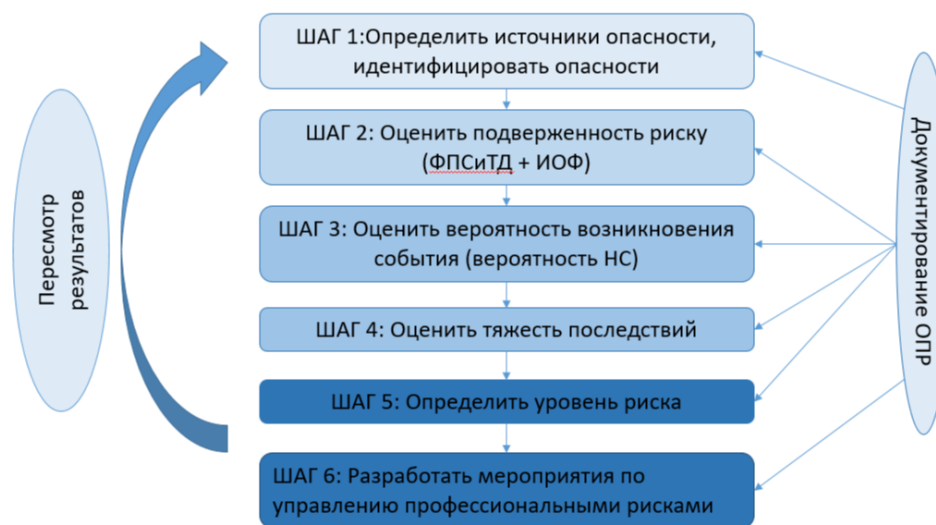 ШАГ 1:Определить источники опасности,
идентифицировать опасности
ШАГ 2: Оценить подверженность риску
(ФПСиТД + ИОФ)
ШАГ 3: Оценить вероятность возникновения
события (вероятность НС)
ШАГ 4: Оценить тяжесть последствий
ШАГ 5: Определить уровень риска
ШАГ 6: Разработать мероприятия по
управлению профессиональными рисками
Пересмотр
результатов
Документирование ОПР